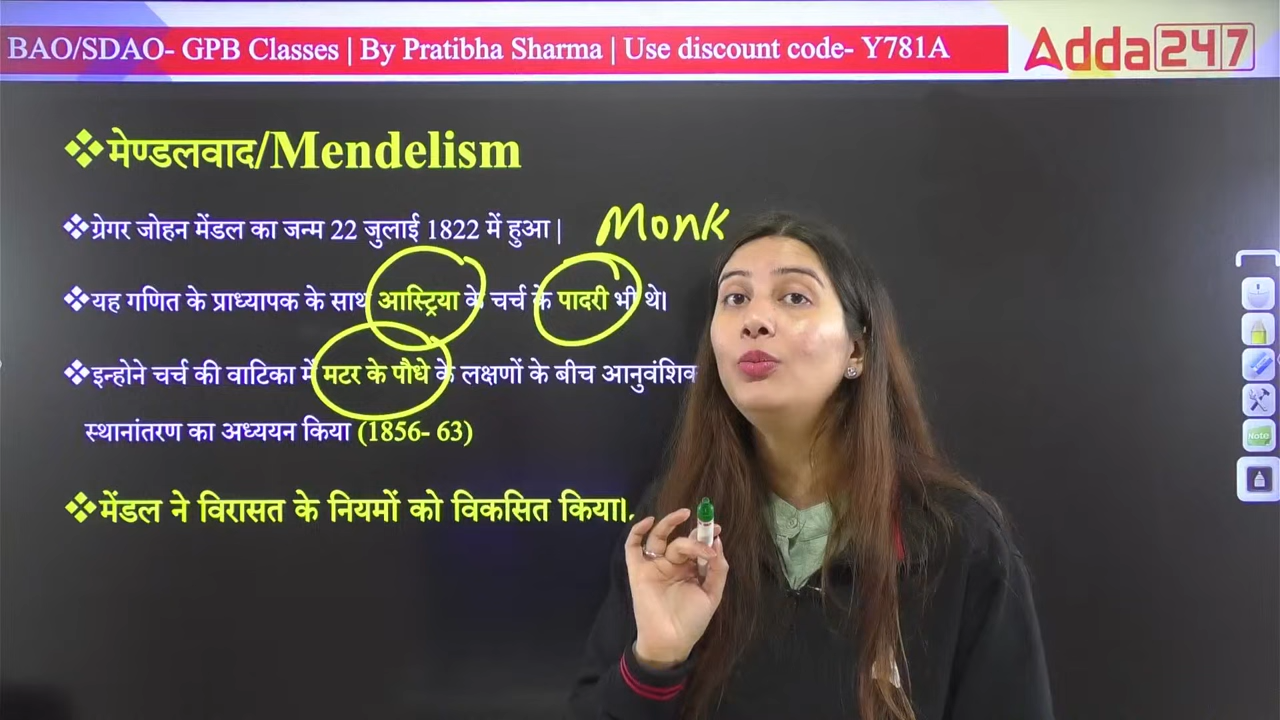 BAO/SDAO- GPB Classes | By Pratibha Sharma | Use discount code- Y781A
Adda247
❖मेण्डलवाद/Mendelism
❖ग्रेगर जोहन मेंडल का जन्म 22 जुलाई 1822 में हुआ | Monk
❖यह गणित के प्राध्यापक के साथ आस्ट्रिया के चर्च के पादरी भी थे।
❖इन्होने चर्च की वाटिका में मटर के पौधे के लक्षणों के बीच आनुवंशिक
स्थानांतरण का अध्ययन किया (1856- 63)
❖मेंडल ने विरासत के नियमों को विकसित किया।
Note